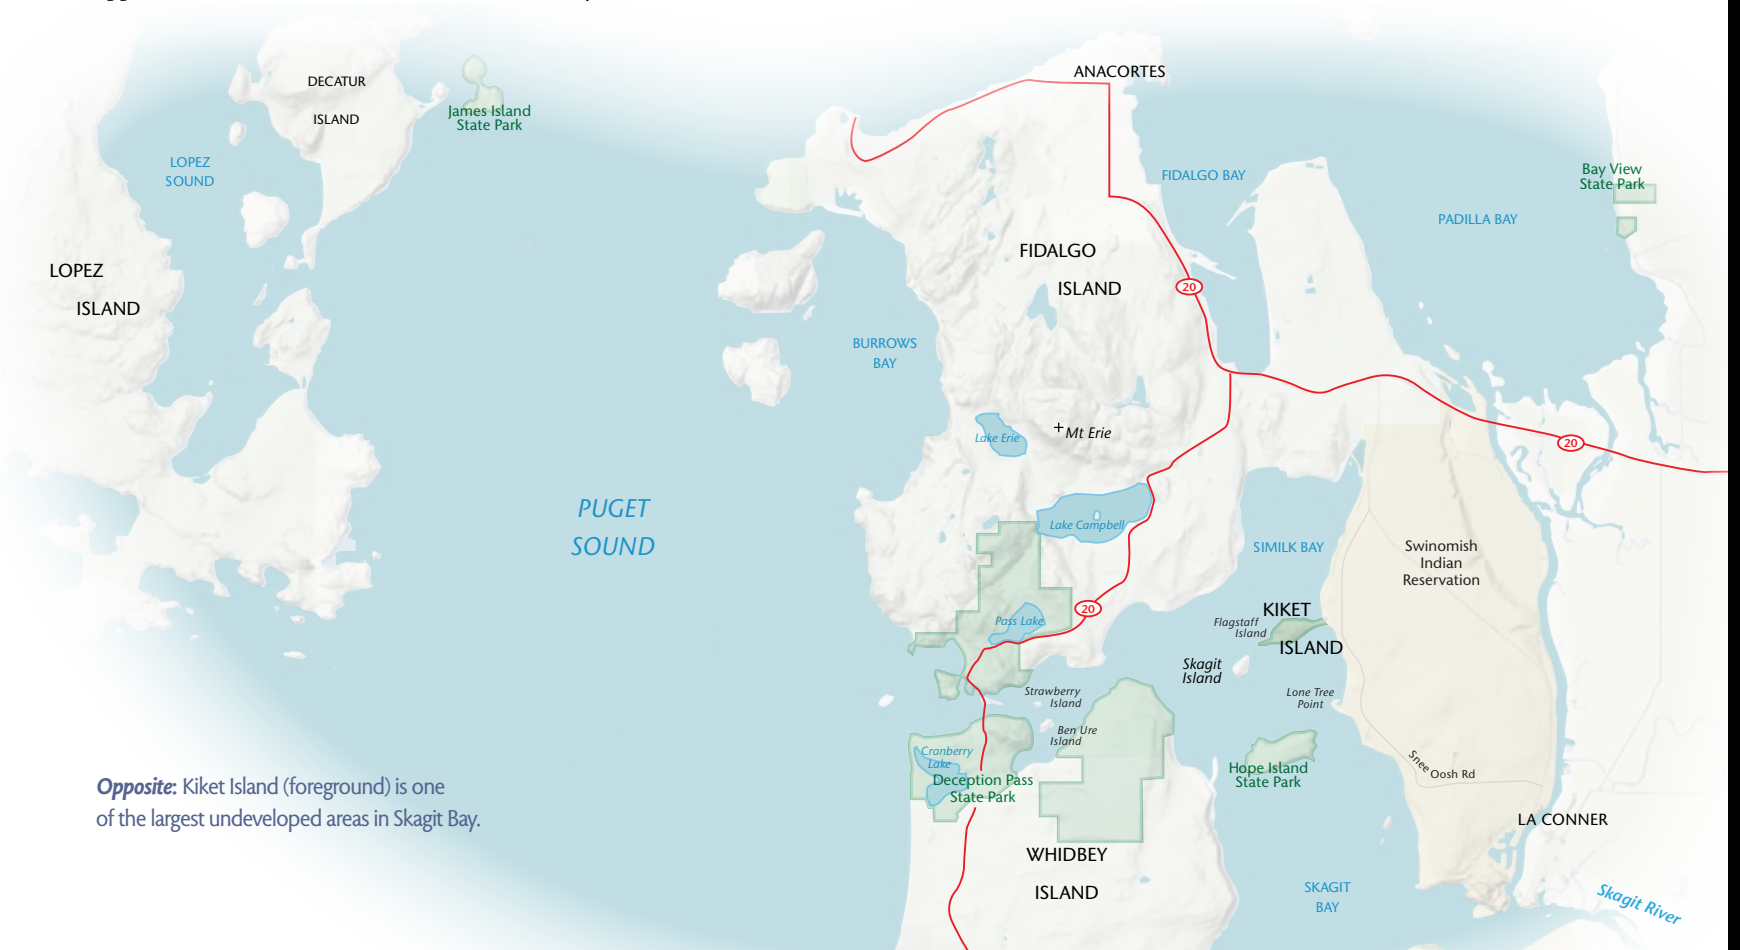 ANACORTES
DECATUR
ISLAND
James Island
State Park
LOPEZ
SOUND
FIDALGO BAY
Bay View
State Park
PADILLA BAY
LOPEZ
ISLAND
FIDALGO
ISLAND
20
BURROWS
BAY
Lake Erie
Mt Erie
20
PUGET
SOUND
Lake Campbell
SIMILK BAY
Swinomish
Indian
Reservation
20
KIKET
ISLAND
Flagstaff
Island
Pass Lake
Skagit
Island
Strawberry
Island
Lone Tree
Point
Ben Ure
Island
Cranberry
Lake
Deception Pass
State Park
Hope Island
State Park
Snee Oosh Rd
Opposite: Kiket Island (foreground) is one
of the largest undeveloped areas in Skagit Bay.
LA CONNER
WHIDBEY
ISLAND
SKAGIT
BAY
Skagit River